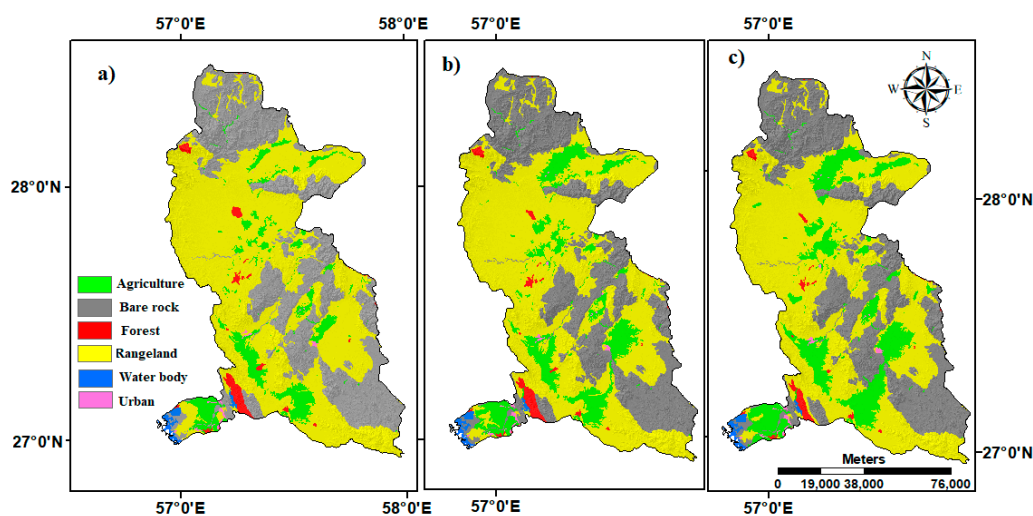 57°0'E 58°0'E 57°0'E 57°0'E
a) b) c)
N
W E
S
28°0'N 28°0'N
Agriculture
Bare rock
Forest
Rangeland
Water body
Urban
27°0'N 27°0'N
Meters
0 19,000 38,000 76,000
57°0'E 58°0'E 57°0'E 57°0'E